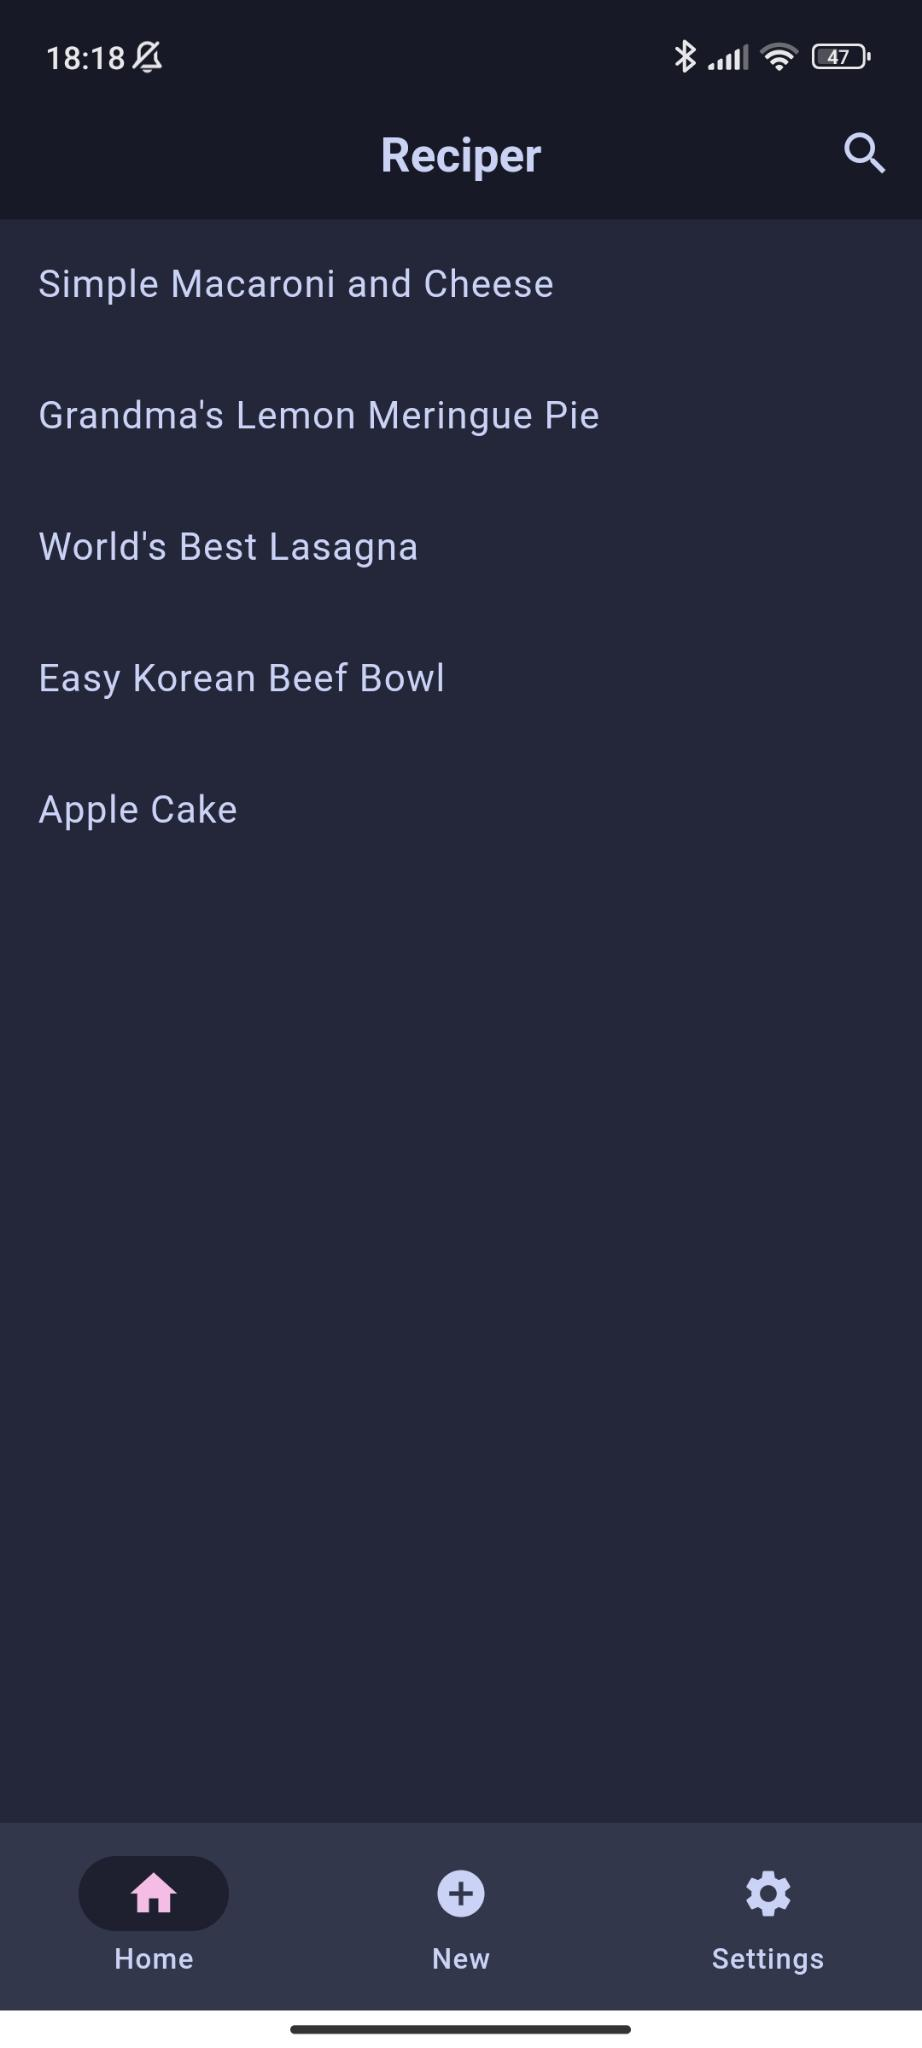 18:18
47
Reciper
Simple Macaroni and Cheese
Grandma's Lemon Meringue Pie
World's Best Lasagna
Easy Korean Beef Bowl
Apple Cake
Home
New
Settings